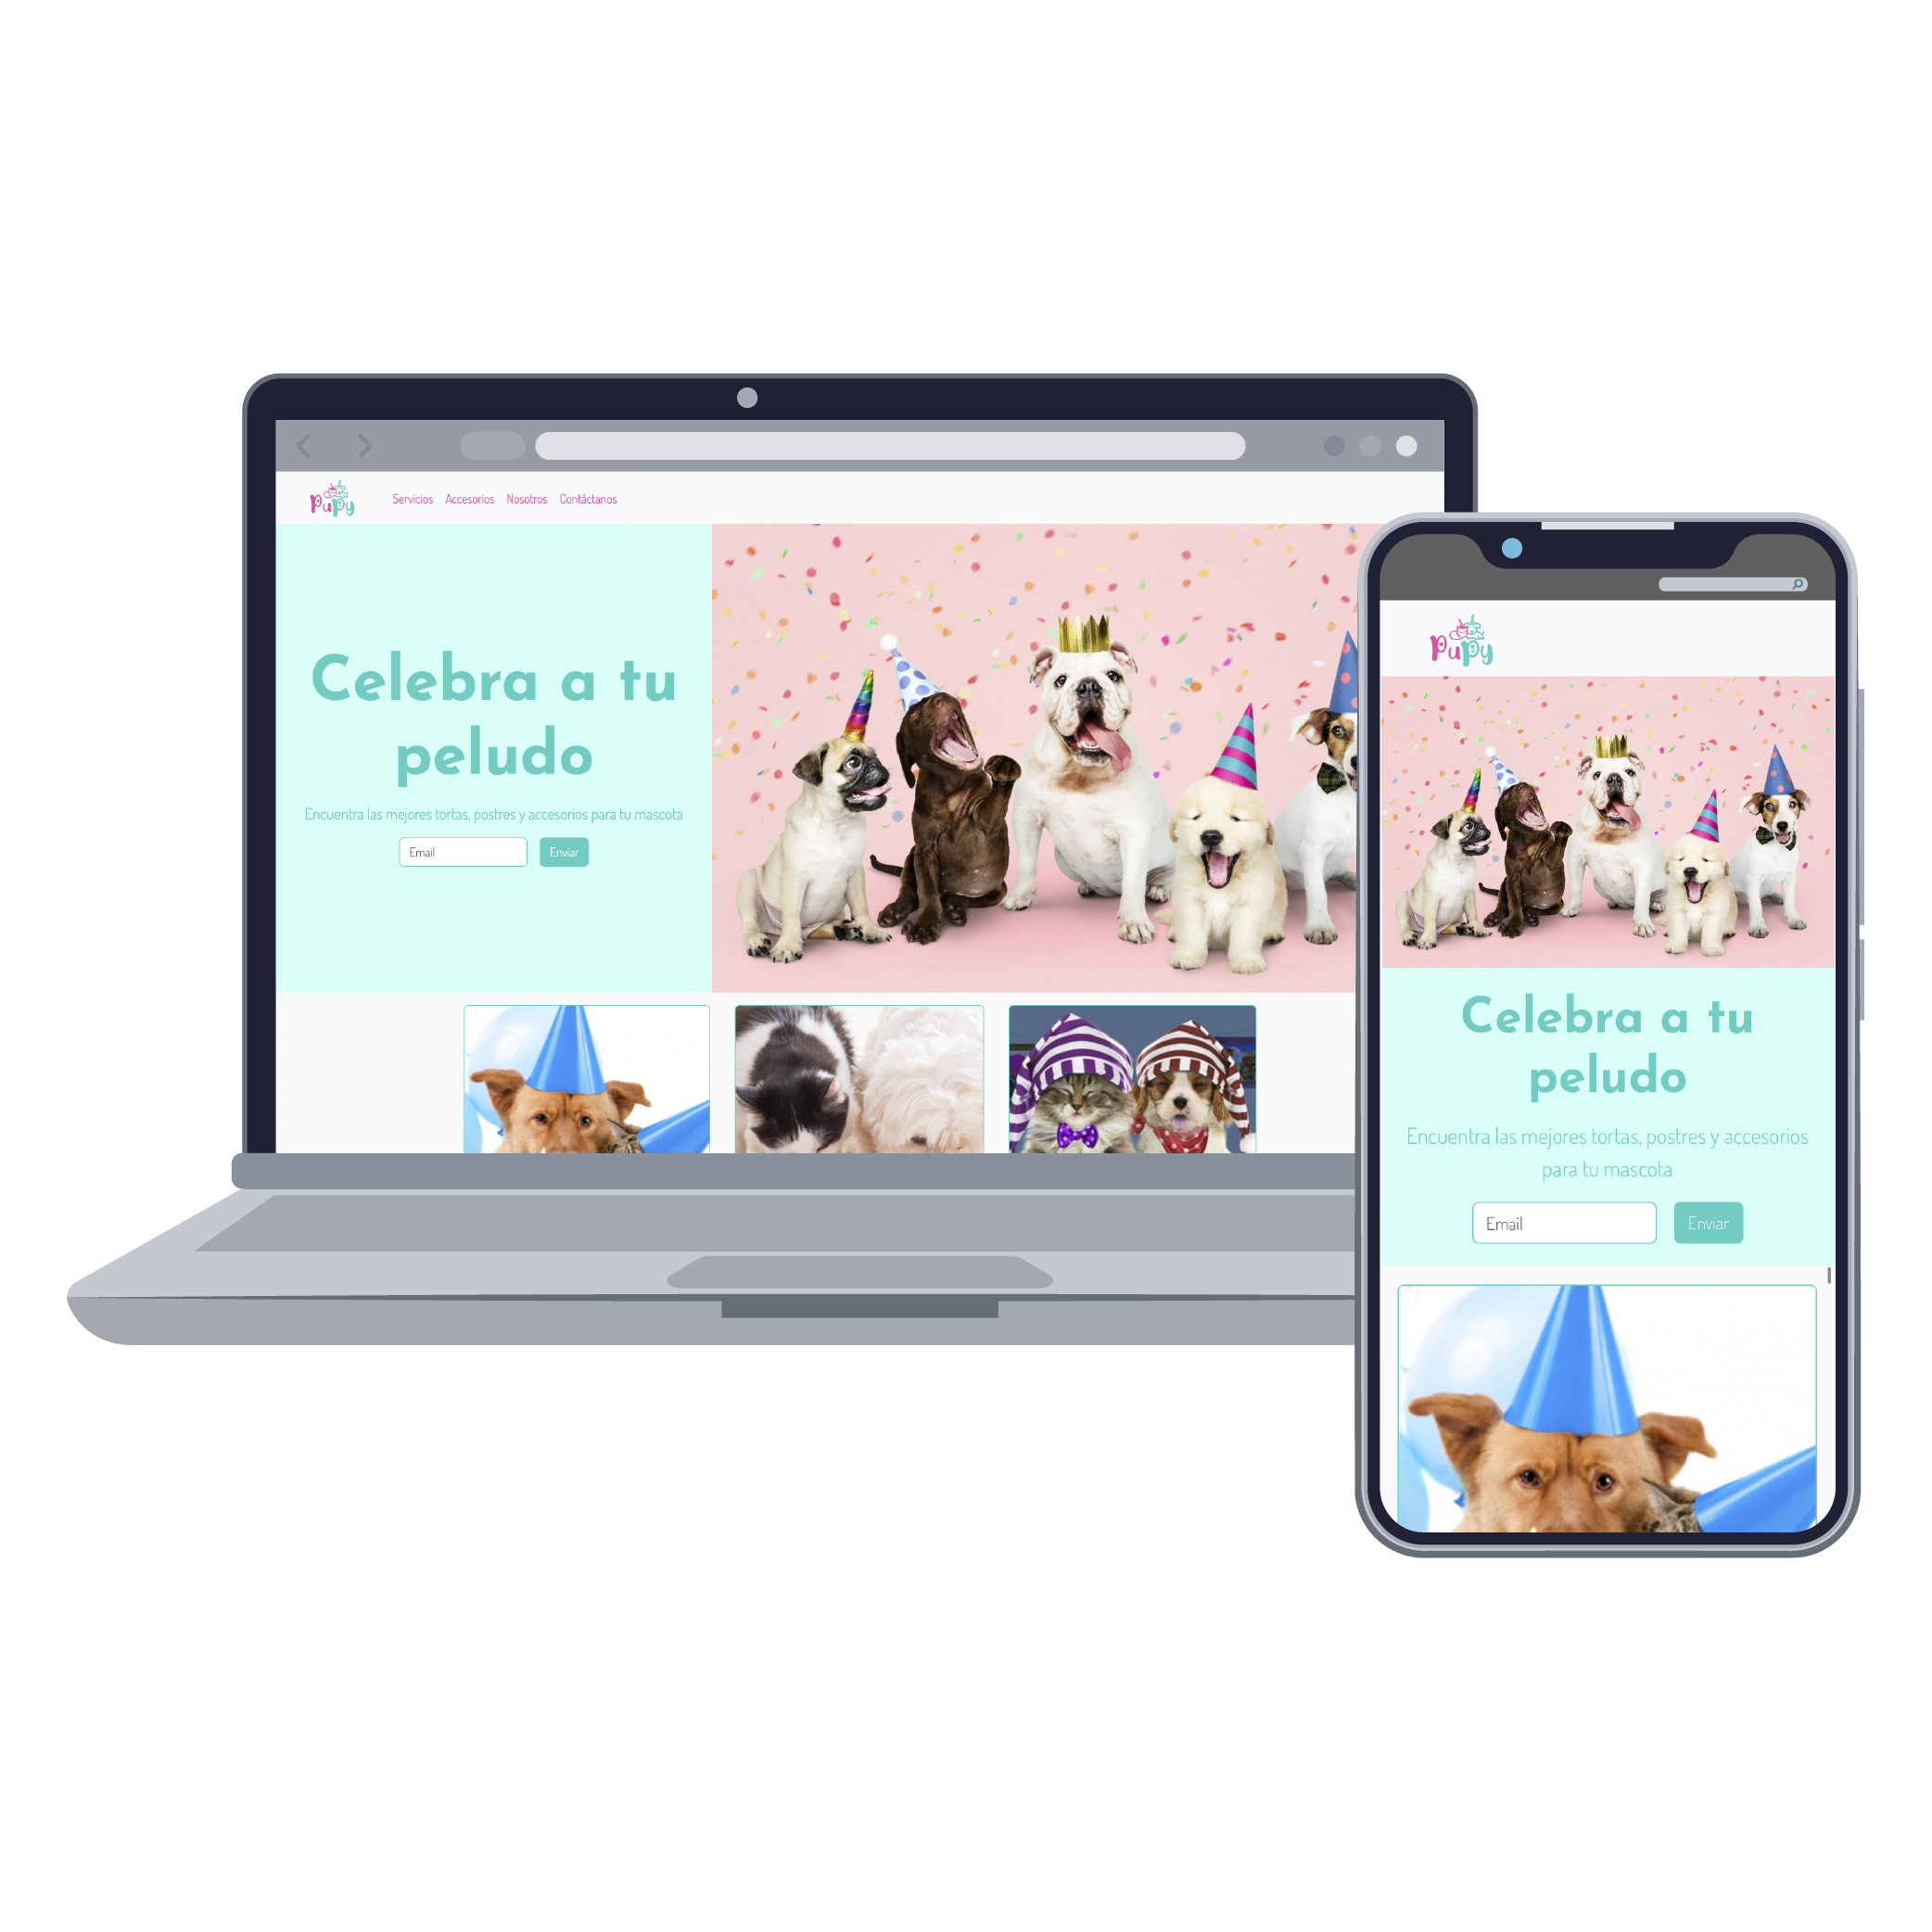 PuPy
Servicios Accesorios Nosotros Contáctanos
Celebra a tu
peludo
Encuentra las mejores tortas, postres y accesorios para tu mascota
Email Enviar
PuPy
Celebra a tu
peludo
Encuentra las mejores tortas, postres y accesorios
para tu mascota
Email Enviar